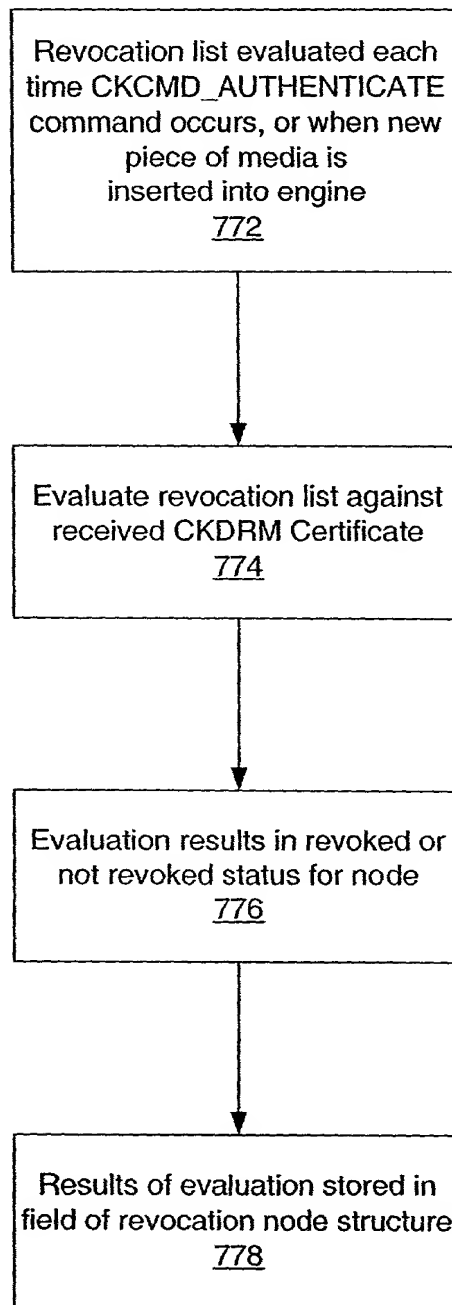 Revocation list evaluated each
time CKCMD_AUTHENTICATE
command occurs, or when new
piece of media is
inserted into engine
772
Evaluate revocation list against
received CKDRM Certificate
774
Evaluation results in revoked or
not revoked status for node
776
Results of evaluation stored in
field of revocation node structure
778